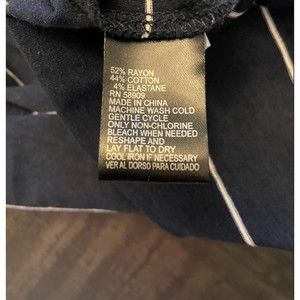 52% RAYON
44% COTTON
4% ELASTANE
RN 58909
MADE IN CHINA
MACHINE WASH COLD
GENTLE CYCLE
ONLY NON-CHLORINE
BLEACH WHEN NEEDED
RESHAPE AND
LAY FLAT TO DRY
COOL IRON IF NECESSARY
VER AL DORSO PARA CUIDADO